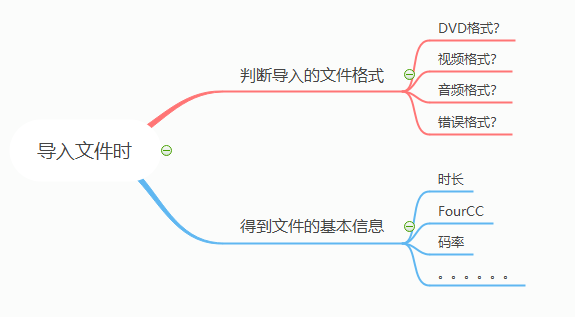 导入文件时
判断导入的文件格式
DVD格式?
视频格式?
音频格式?
错误格式?
得到文件的基本信息
时长
FourCC
码率
。。。。。。